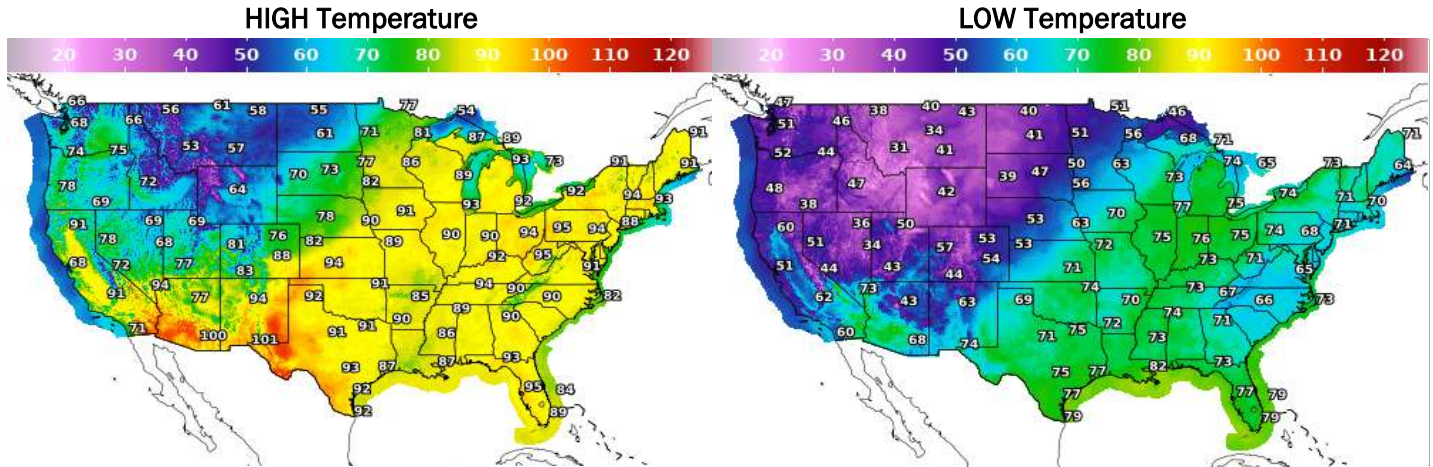 HIGH Temperature
LOW Temperature
20 30 40 50 60 70 80 90 100 110 120
20 30 40 50 60 70 80 90 100 110 120
66 56 61 58 55 77 54
68 66 61 71 81 87 89 91
74 75 53 57 77 86 93 73 91 91
78 72 64 70 73 82 89 92 94 93
69 69 69 78 90 91 93 92 88
91 78 68 81 76 82 89 90 90 94 95 94
68 72 77 83 88 94 92 95 91
91 94 77 94 92 91 85 94 90 90 82
71 100 101 91 91 90 89 90
93 87 86 87 93
92 92 95 84 89
47 38 40 43 40 51 46
51 46 34 41 51 56 68 71 71
52 44 31 41 39 47 50 63 74 65 73 64
48 47 42 56 73 77 75 74 71 70
38 36 50 53 63 70 71
60 51 34 57 53 53 72 75 76 75 74 68
51 44 43 44 54 71 73 71 65
62 73 43 63 69 74 70 73 67 66 73
60 68 74 71 75 72 73 74 71
75 77 82 73
77 79 77 79 79